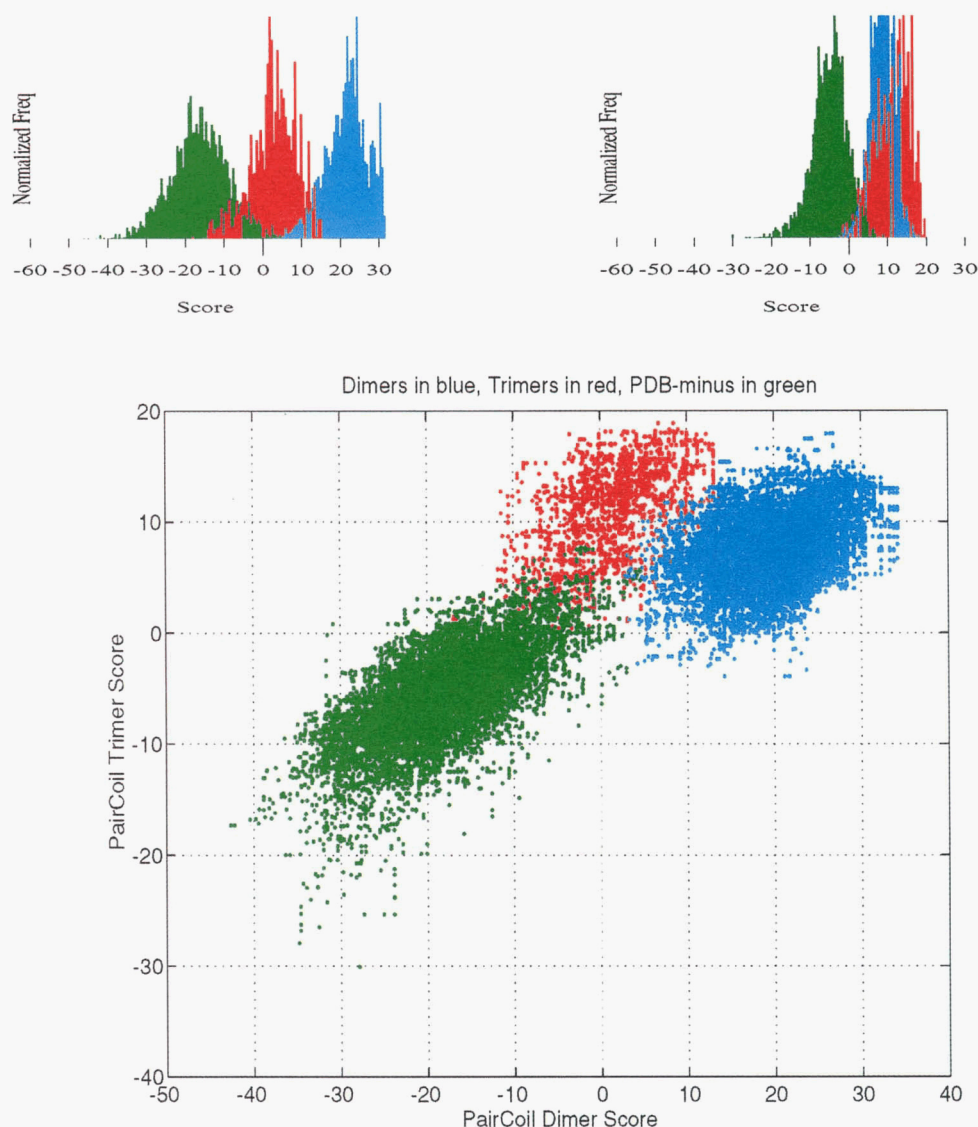 Normalized Freq
-60 -50 -40 -30 -20 -10 0 10 20 30
Score
Normalized Freq
-60 -50 -40 -30 -20 -10 0 10 20 30
Score
Dimers in blue, Trimers in red, PDB-minus in green
20
10
0
-10
-20
-30
-40
PairCoil Trimer Score
-50 -40 -30 -20 -10 0 10 20 30 40
PairCoil Dimer Score